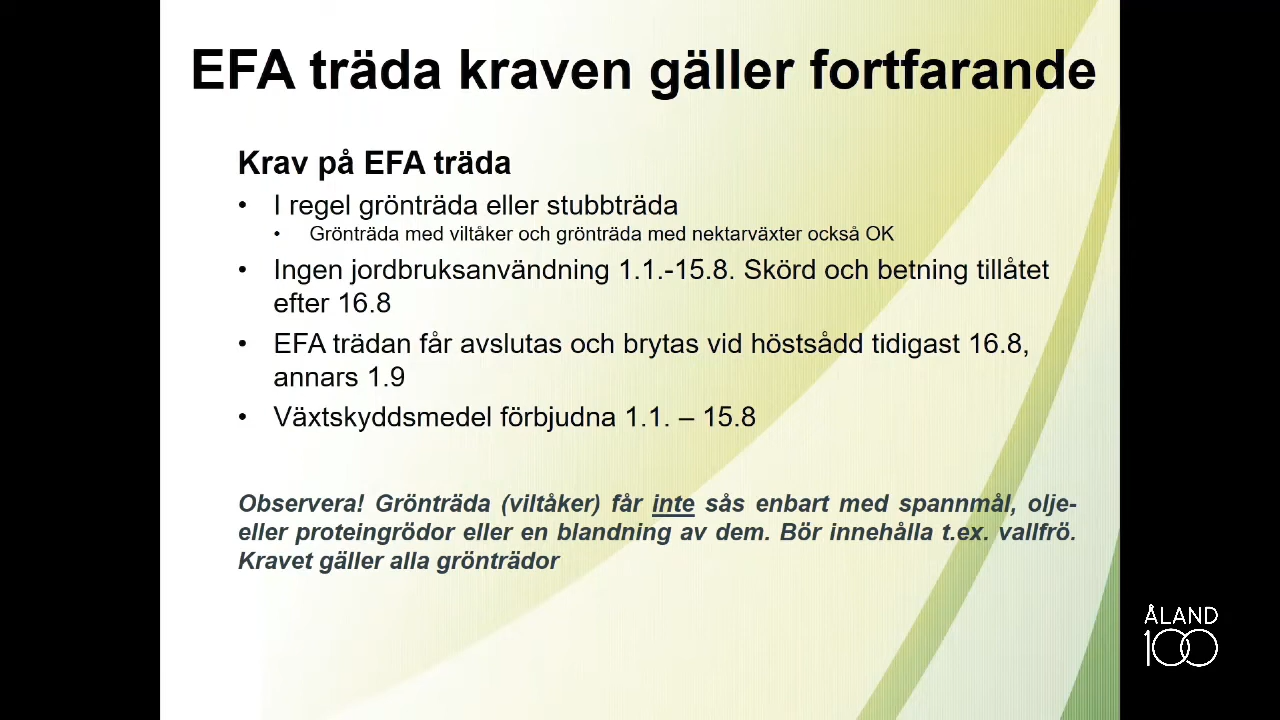 EFA träda kraven gäller fortfarande
Krav på EFA träda
• I regel grönträda eller stubbträda
• Grönträda med viltåker och grönträda med nektarväxter också OK
• Ingen jordbruksanvändning 1.1.-15.8. Skörd och betning tillåtet
efter 16.8
• EFA trädan får avslutas och brytas vid höstsådd tidigast 16.8,
annars 1.9
• Växtskyddsmedel förbjudna 1.1. – 15.8
Observera! Grönträda (viltåker) får inte sås enbart med spannmål, olje-
eller proteingrödor eller en blandning av dem. Bör innehålla t.ex. vallfrö.
Kravet gäller alla grönträdor
ÅLAND
100